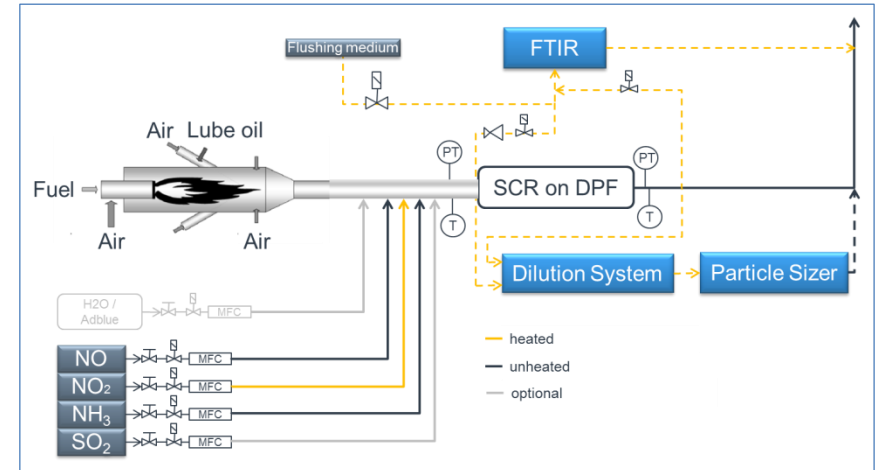 Flushing medium
FTIR
Air
Lube oil
Fuel
Air
Air
PT
T
SCR on DPF
PT
T
Dilution System
Particle Sizer
H2O /
Adblue
MFC
NO
MFC
NO₂
MFC
NH₃
MFC
SO₂
MFC
heated
unheated
optional